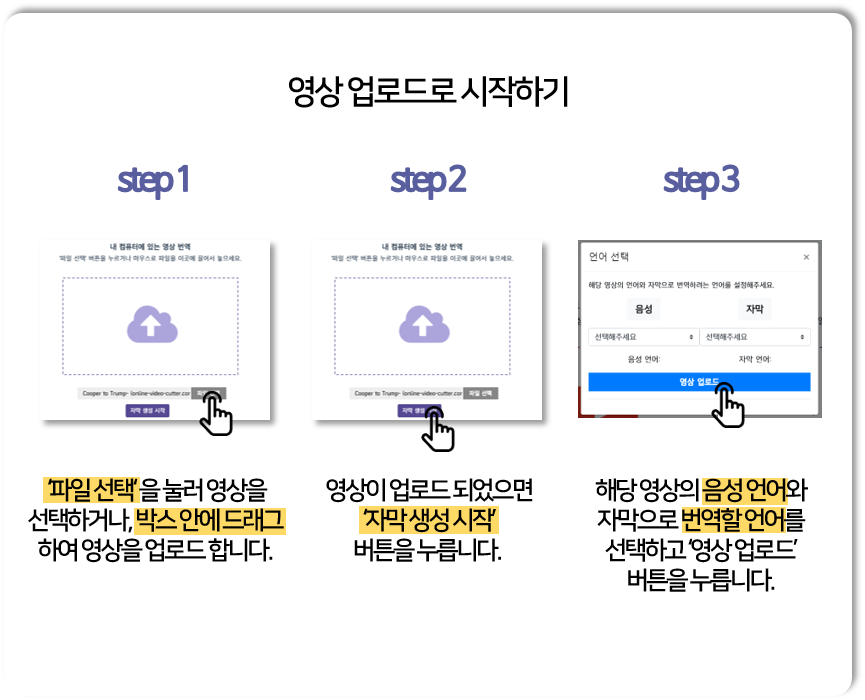 영상 업로드로 시작하기
step 1
step 2
step 3
내 컴퓨터에 있는 영상 번역
'파일 선택' 버튼을 누르거나 마우스로 파일을 이곳에 끌어서 놓으세요.
Cooper to Trump- (online-video-cutter.cor
자막 생성 시작
내 컴퓨터에 있는 영상 번역
'파일 선택' 버튼을 누르거나 마우스로 파일을 이곳에 끌어서 놓으세요.
Cooper to Trump- (online-video-cutter.cor 파일 선택
자막 생성
언어 선택 ×
해당 영상의 언어와 자막으로 번역하려는 언어를 설정해주세요.
음성 자막
선택해주세요 선택해주세요
음성 언어: 자막 언어:
영상 업로드
'파일 선택'을 눌러 영상을
선택하거나, 박스 안에 드래그
하여 영상을 업로드 합니다.
영상이 업로드 되었으면
'자막 생성 시작'
버튼을 누릅니다.
해당 영상의 음성 언어와
자막으로 번역할 언어를
선택하고 '영상 업로드'
버튼을 누릅니다.